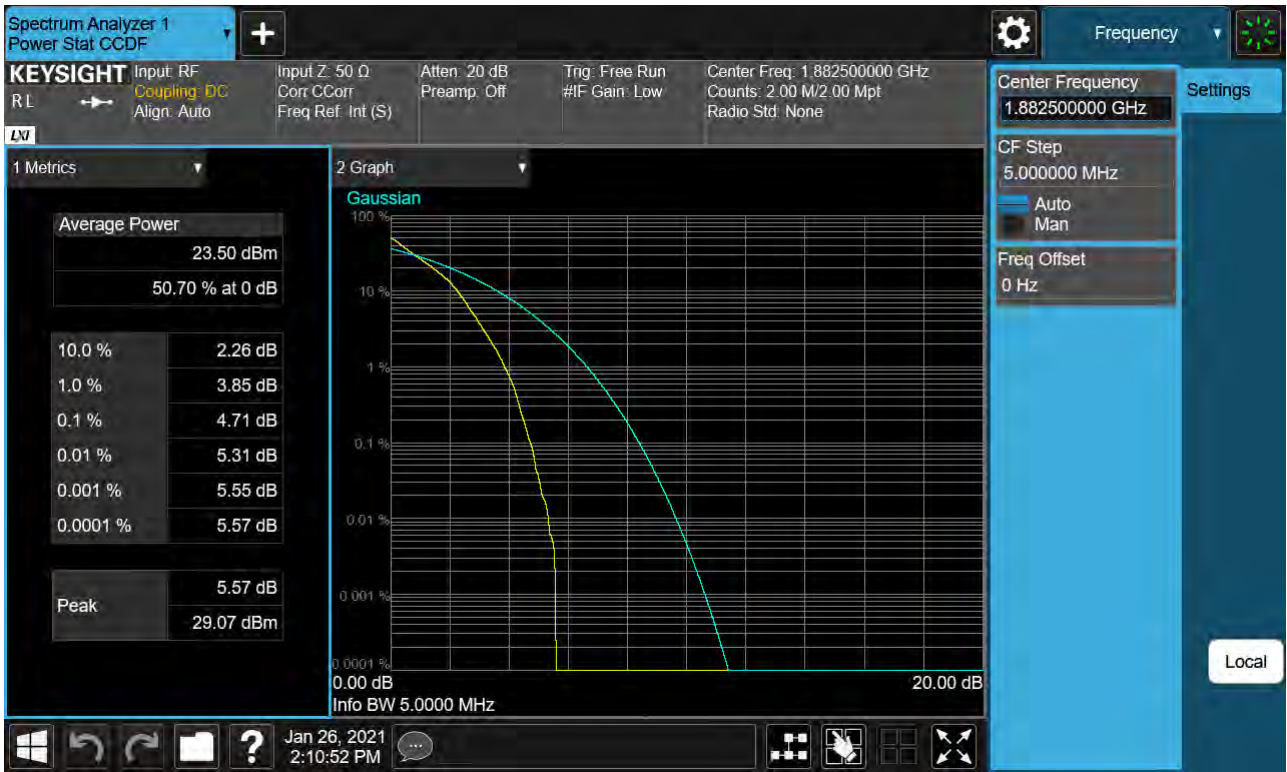 Spectrum Analyzer 1
Power Stat CCDF
Frequency
KEYSIGHT
RL
LXI
Input: RF
Coupling: DC
Align: Auto
Input Z: 50 Ω
Corr CCorr
Freq Ref: Int (S)
Atten: 20 dB
Preamp: Off
Trig: Free Run
#IF Gain: Low
Center Freq: 1.882500000 GHz
Counts: 2.00 M/2.00 Mpt
Radio Std: None
Center Frequency
1.882500000 GHz
Settings
CF Step
5.000000 MHz
Auto
Man
Freq Offset
0 Hz
Local
1 Metrics
Average Power
23.50 dBm
50.70 % at 0 dB
10.0 % 2.26 dB
1.0 % 3.85 dB
0.1 % 4.71 dB
0.01 % 5.31 dB
0.001 % 5.55 dB
0.0001 % 5.57 dB
Peak
5.57 dB
29.07 dBm
2 Graph
Gaussian
100 %
10 %
1 %
0.1 %
0.01 %
0.001 %
0.0001 %
0.00 dB 20.00 dB
Info BW 5.0000 MHz
Jan 26, 2021
2:10:52 PM